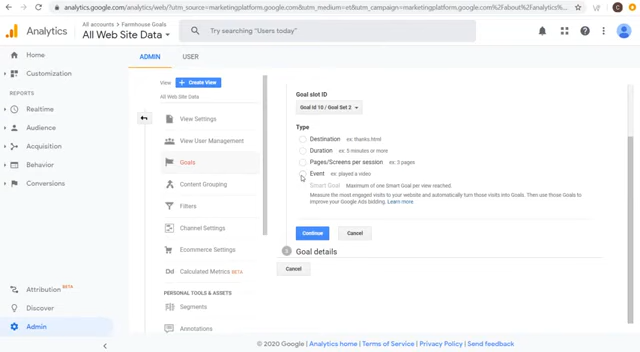 analytics.google.com/analytics/web/?utm_source=marketingplatform.google.com&utm_medium=et&utm_campaign=marketingplatform.google.com%2Fabout%2Fanalytics%...
Analytics
All accounts > Farmhouse Goals
All Web Site Data
Try searching "Users today"
Home
Customization
REPORTS
Realtime
Audience
Acquisition
Behavior
Conversions
Attribution BETA
Discover
Admin
ADMIN
USER
View
+ Create View
All Web Site Data
View Settings
View User Management
Goals
Content Grouping
Filters
Channel Settings
Ecommerce Settings
Dd Calculated Metrics BETA
PERSONAL TOOLS & ASSETS
Segments
Annotations
Goal slot ID
Goal Id 10 / Goal Set 2
Type
Destination ex: thanks.html
Duration ex: 5 minutes or more
Pages/Screens per session ex: 3 pages
Event ex: played a video
Smart Goal Maximum of one Smart Goal per view reached.
Measure the most engaged visits to your website and automatically turn those visits into Goals. Then use those Goals to
improve your Google Ads bidding. Learn more
Continue
Cancel
3 Goal details
Cancel
© 2020 Google | Analytics home | Terms of Service | Privacy Policy | Send feedback